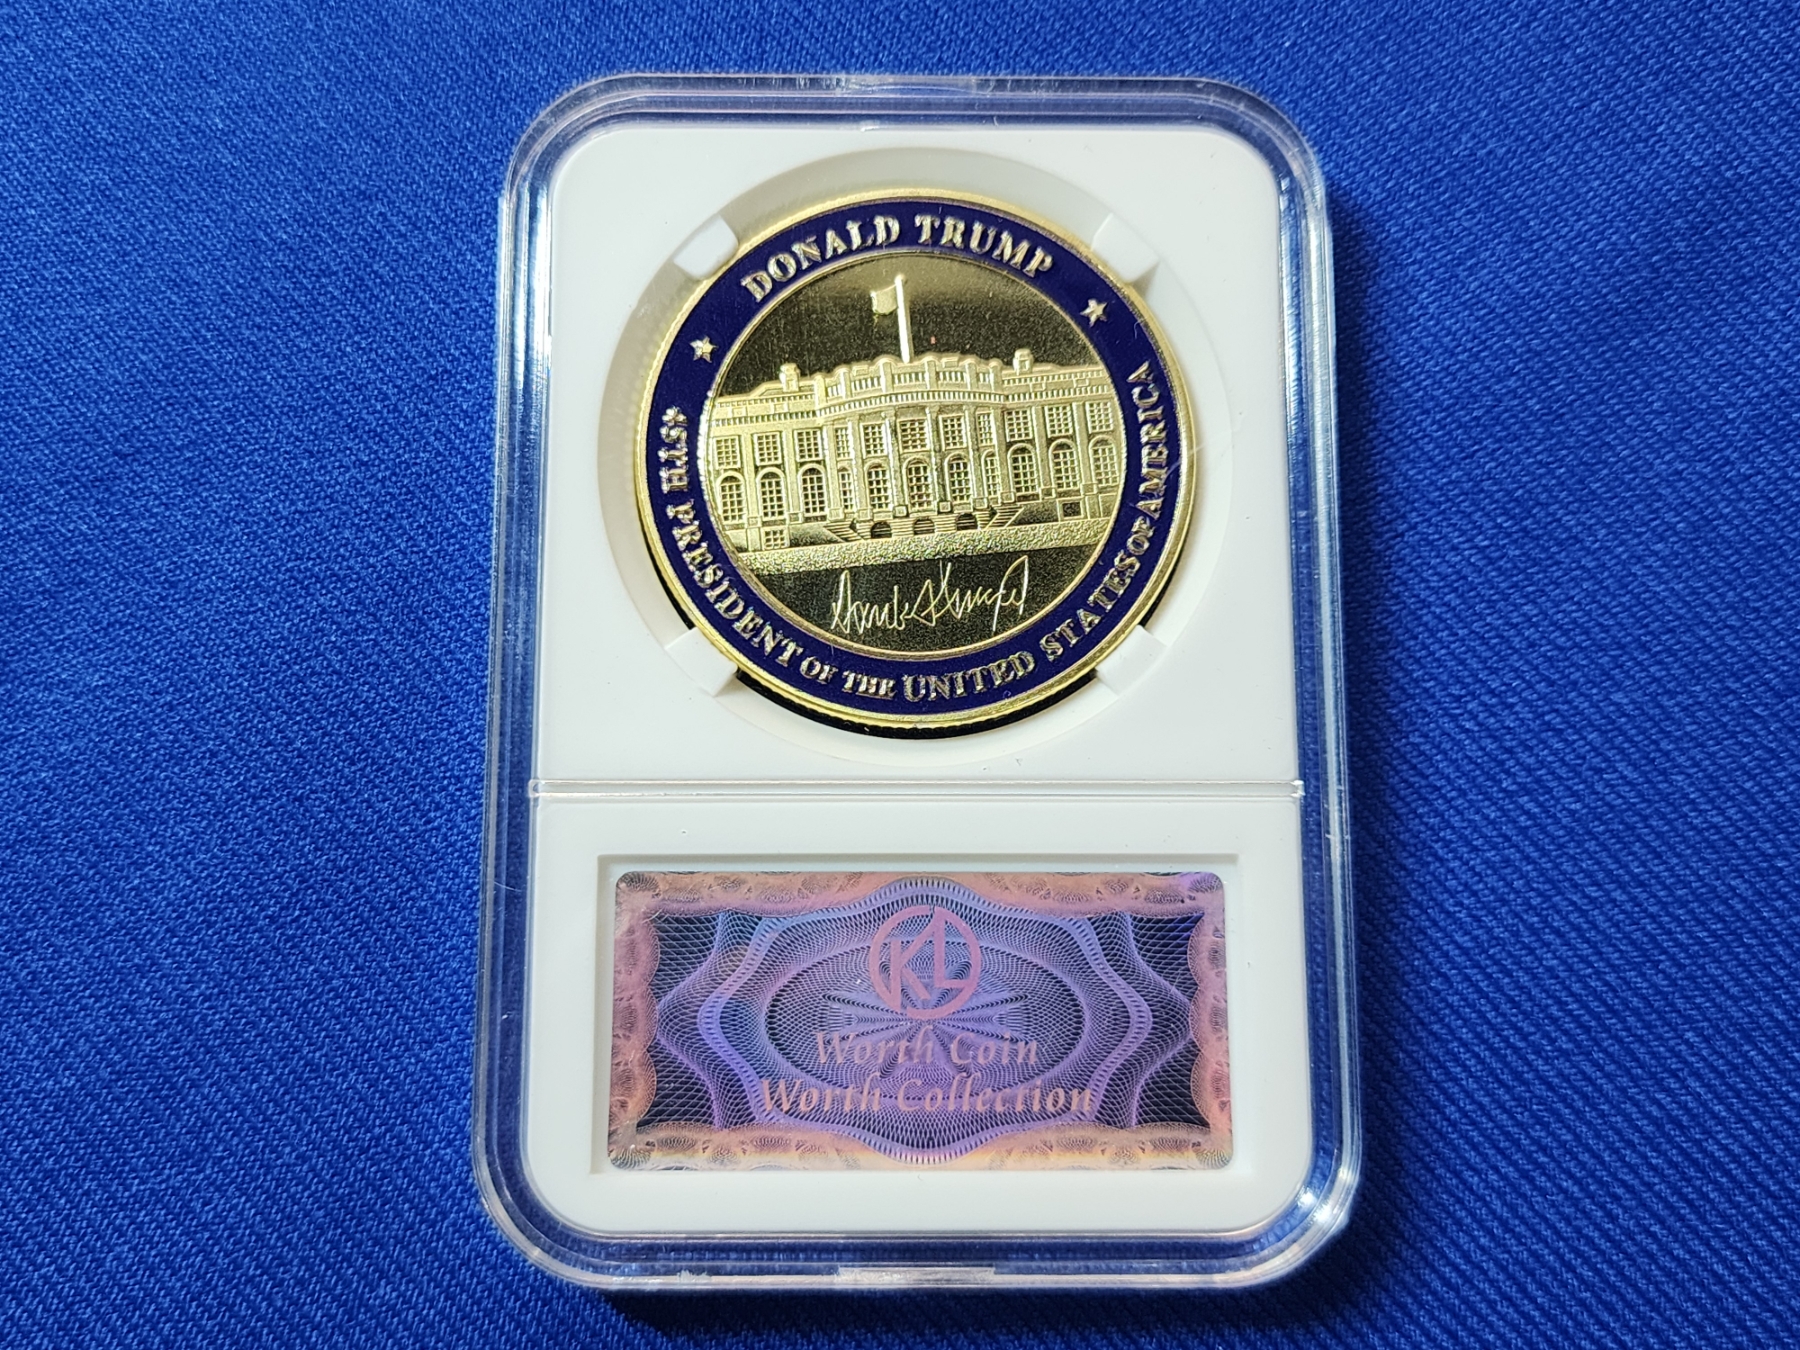 DONALD TRUMP
45TH PRESIDENT OF THE UNITED STATES OF AMERICA
KL
Worth Coin
Worth Collection